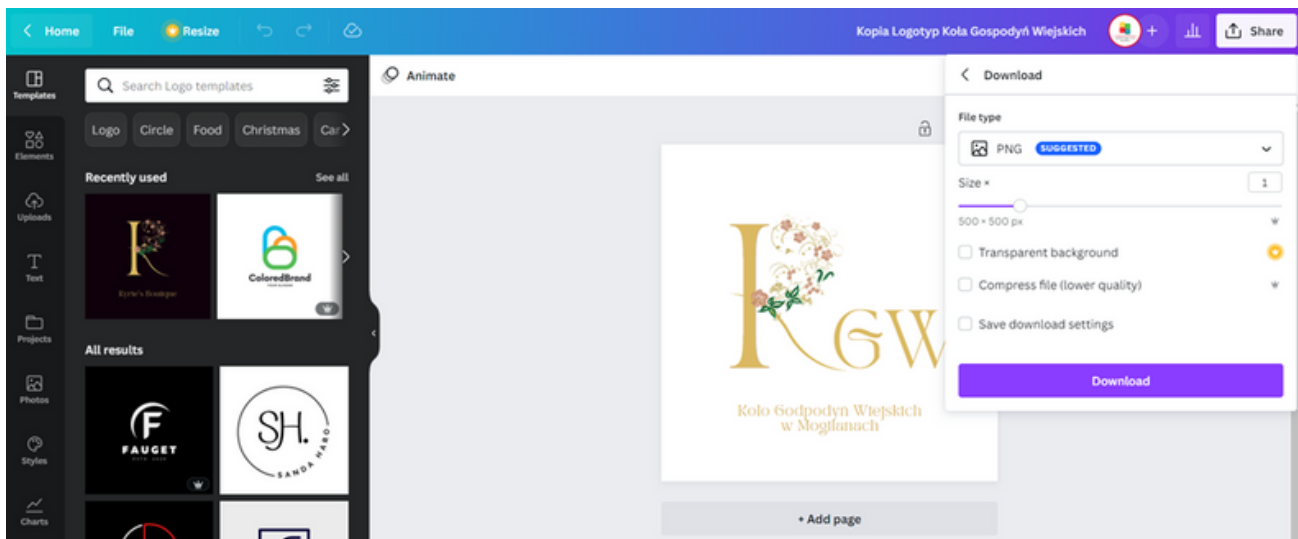 Home File Resize Kopia Logotyp Koła Gospodyń Wiejskich + Share
Templates
Elements
Uploads
Text
Projects
Photos
Styles
Charts
Search Logo templates
Logo Circle Food Christmas Car
Recently used See all
Kyrie's Boutique
ColoredBrand
All results
F
FAUGET
SH.
SANDA HARO
Animate
KGW
Koło Godpodyn Wiejskich
w Mogilanach
+ Add page
Download
File type
PNG SUGGESTED
Size × 1
500 × 500 px
Transparent background
Compress file (lower quality)
Save download settings
Download